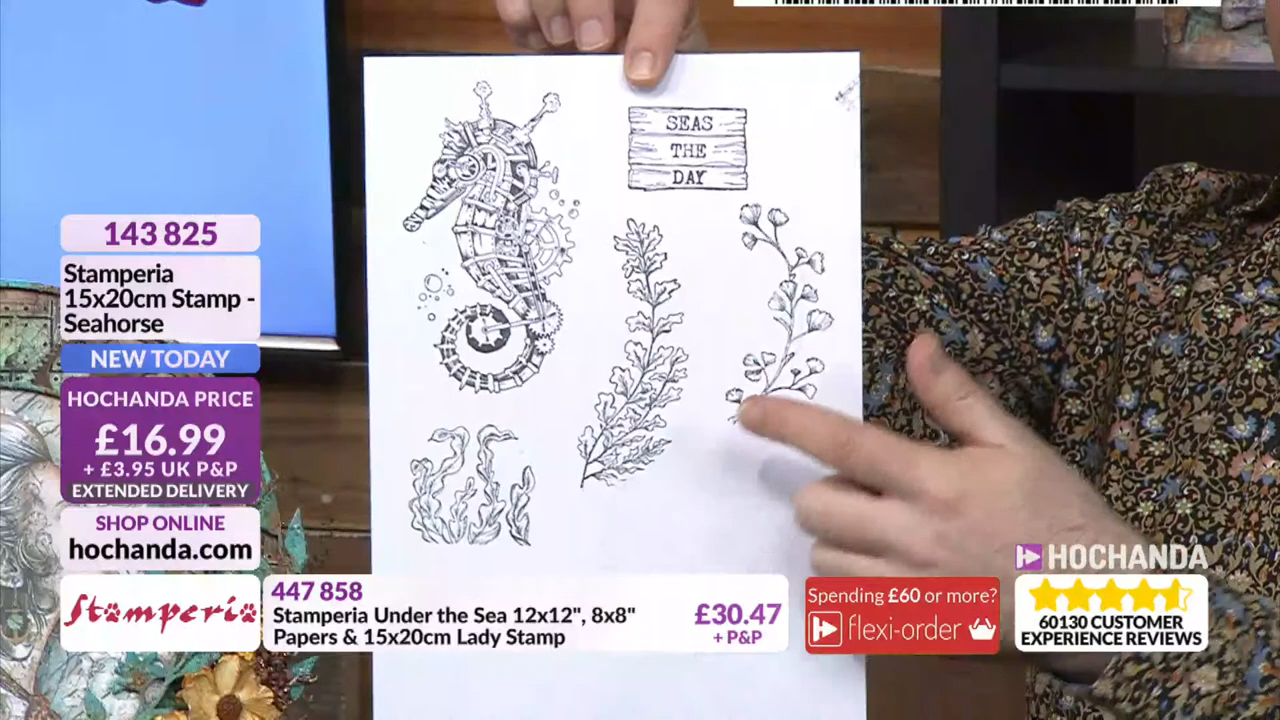 SEAS
THE
DAY
143 825
Stamperia
15x20cm Stamp -
Seahorse
NEW TODAY
HOCHANDA PRICE
£16.99
+ £3.95 UK P&P
EXTENDED DELIVERY
SHOP ONLINE
hochanda.com
Stamperia
447 858
Stamperia Under the Sea 12x12", 8x8"
Papers & 15x20cm Lady Stamp
£30.47
+ P&P
Spending £60 or more?
flexi-order
HOCHANDA
60130 CUSTOMER
EXPERIENCE REVIEWS